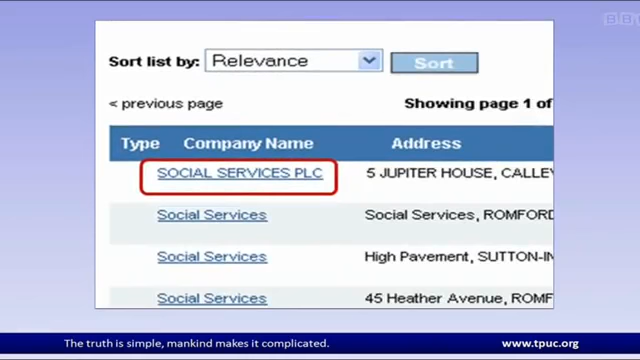 BBC
Sort list by: Relevance Sort
< previous page Showing page 1 of
Type Company Name Address
SOCIAL SERVICES PLC 5 JUPITER HOUSE, CALLEV
Social Services Social Services, ROMFORD
Social Services High Pavement, SUTTON-IN
Social Services 45 Heather Avenue, ROMF
The truth is simple, mankind makes it complicated. www.tpuc.org